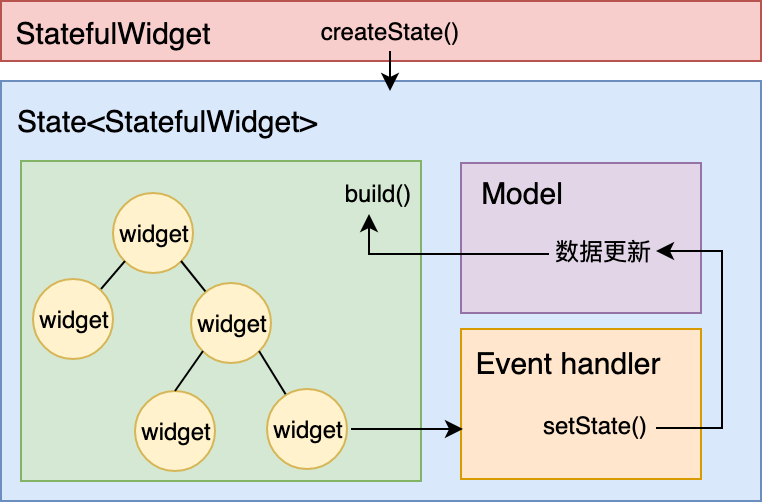 StatefulWidget
createState()
State<StatefulWidget>
build()
widget
widget
widget
widget
widget
Model
数据更新
Event handler
setState()